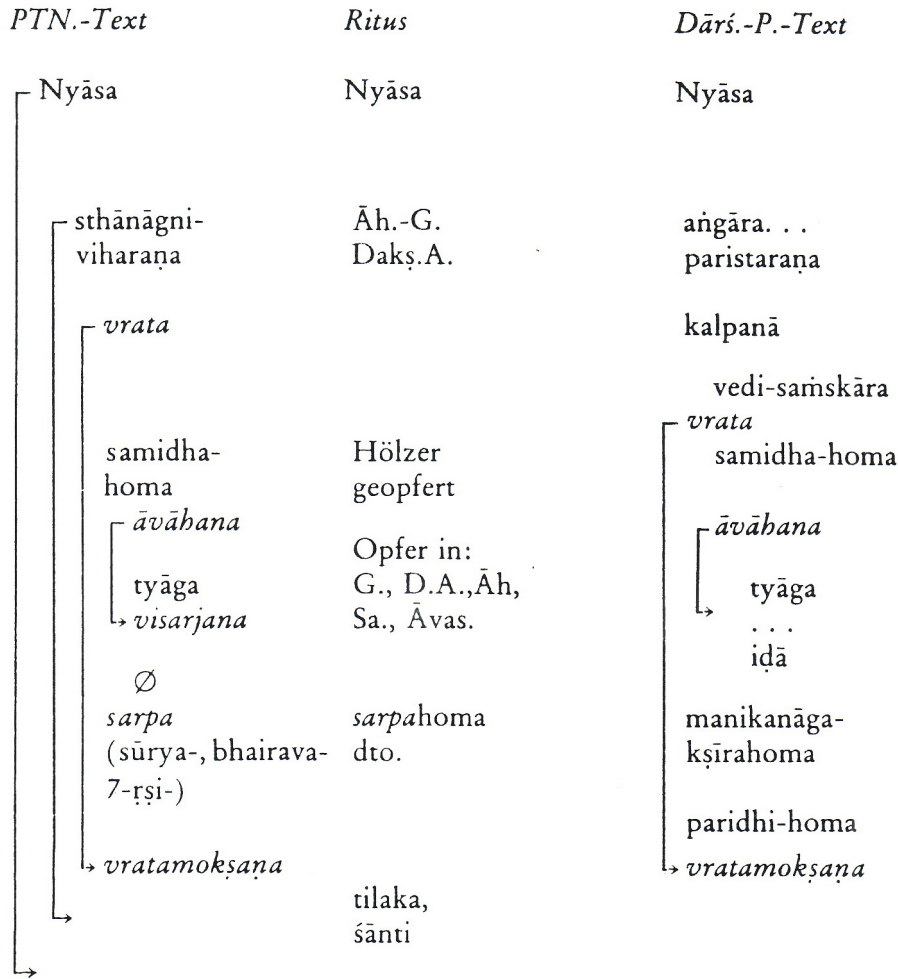 PTN.-Text Ritus Dārś.-P.-Text
Nyāsa Nyāsa Nyāsa
sthānāgni- Āh.-G. aṅgāra. . .
viharaṇa Dakṣ.A. paristaraṇa
vrata kalpanā
vedi-saṁskāra
vrata
samidha- Hölzer samidha-homa
homa geopfert
āvāhana āvāhana
Opfer in:
tyāga G., D.A.,Āh, tyāga
visarjana Sa., Āvas. . . .
iḍā
∅
sarpa sarpahoma manikanāga-
(sūrya-, bhairava- dto. kṣīrahoma
7-ṛṣi-)
paridhi-homa
vratamokṣaṇa vratamokṣaṇa
tilaka,
śānti